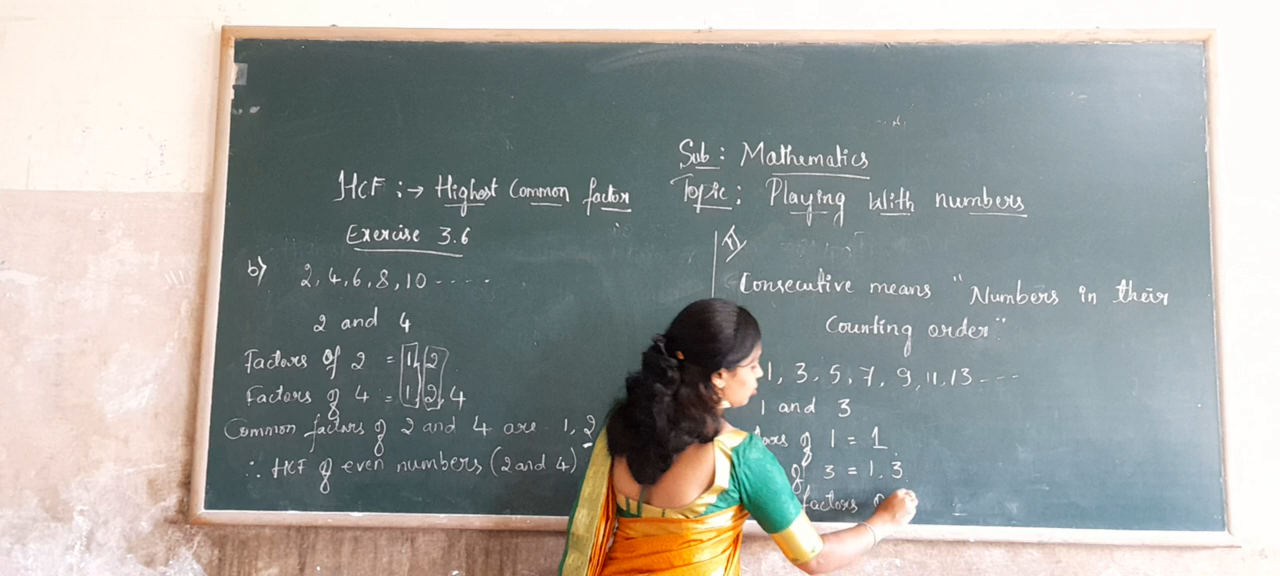 Sub: Mathematics
Topic: Playing With numbers
HCF :→ Highest Common factor
Exercise 3.6
b) 2, 4, 6, 8, 10 - - - - -
2 and 4
Factors of 2 = 1, 2
Factors of 4 = 1, 2, 4
Common factors of 2 and 4 are 1, 2
∴ HCF of even numbers (2 and 4)
Consecutive means "Numbers in their
Counting order"
1, 3, 5, 7, 9, 11, 13 - - - -
1 and 3
of 1 = 1
3 = 1, 3
factors